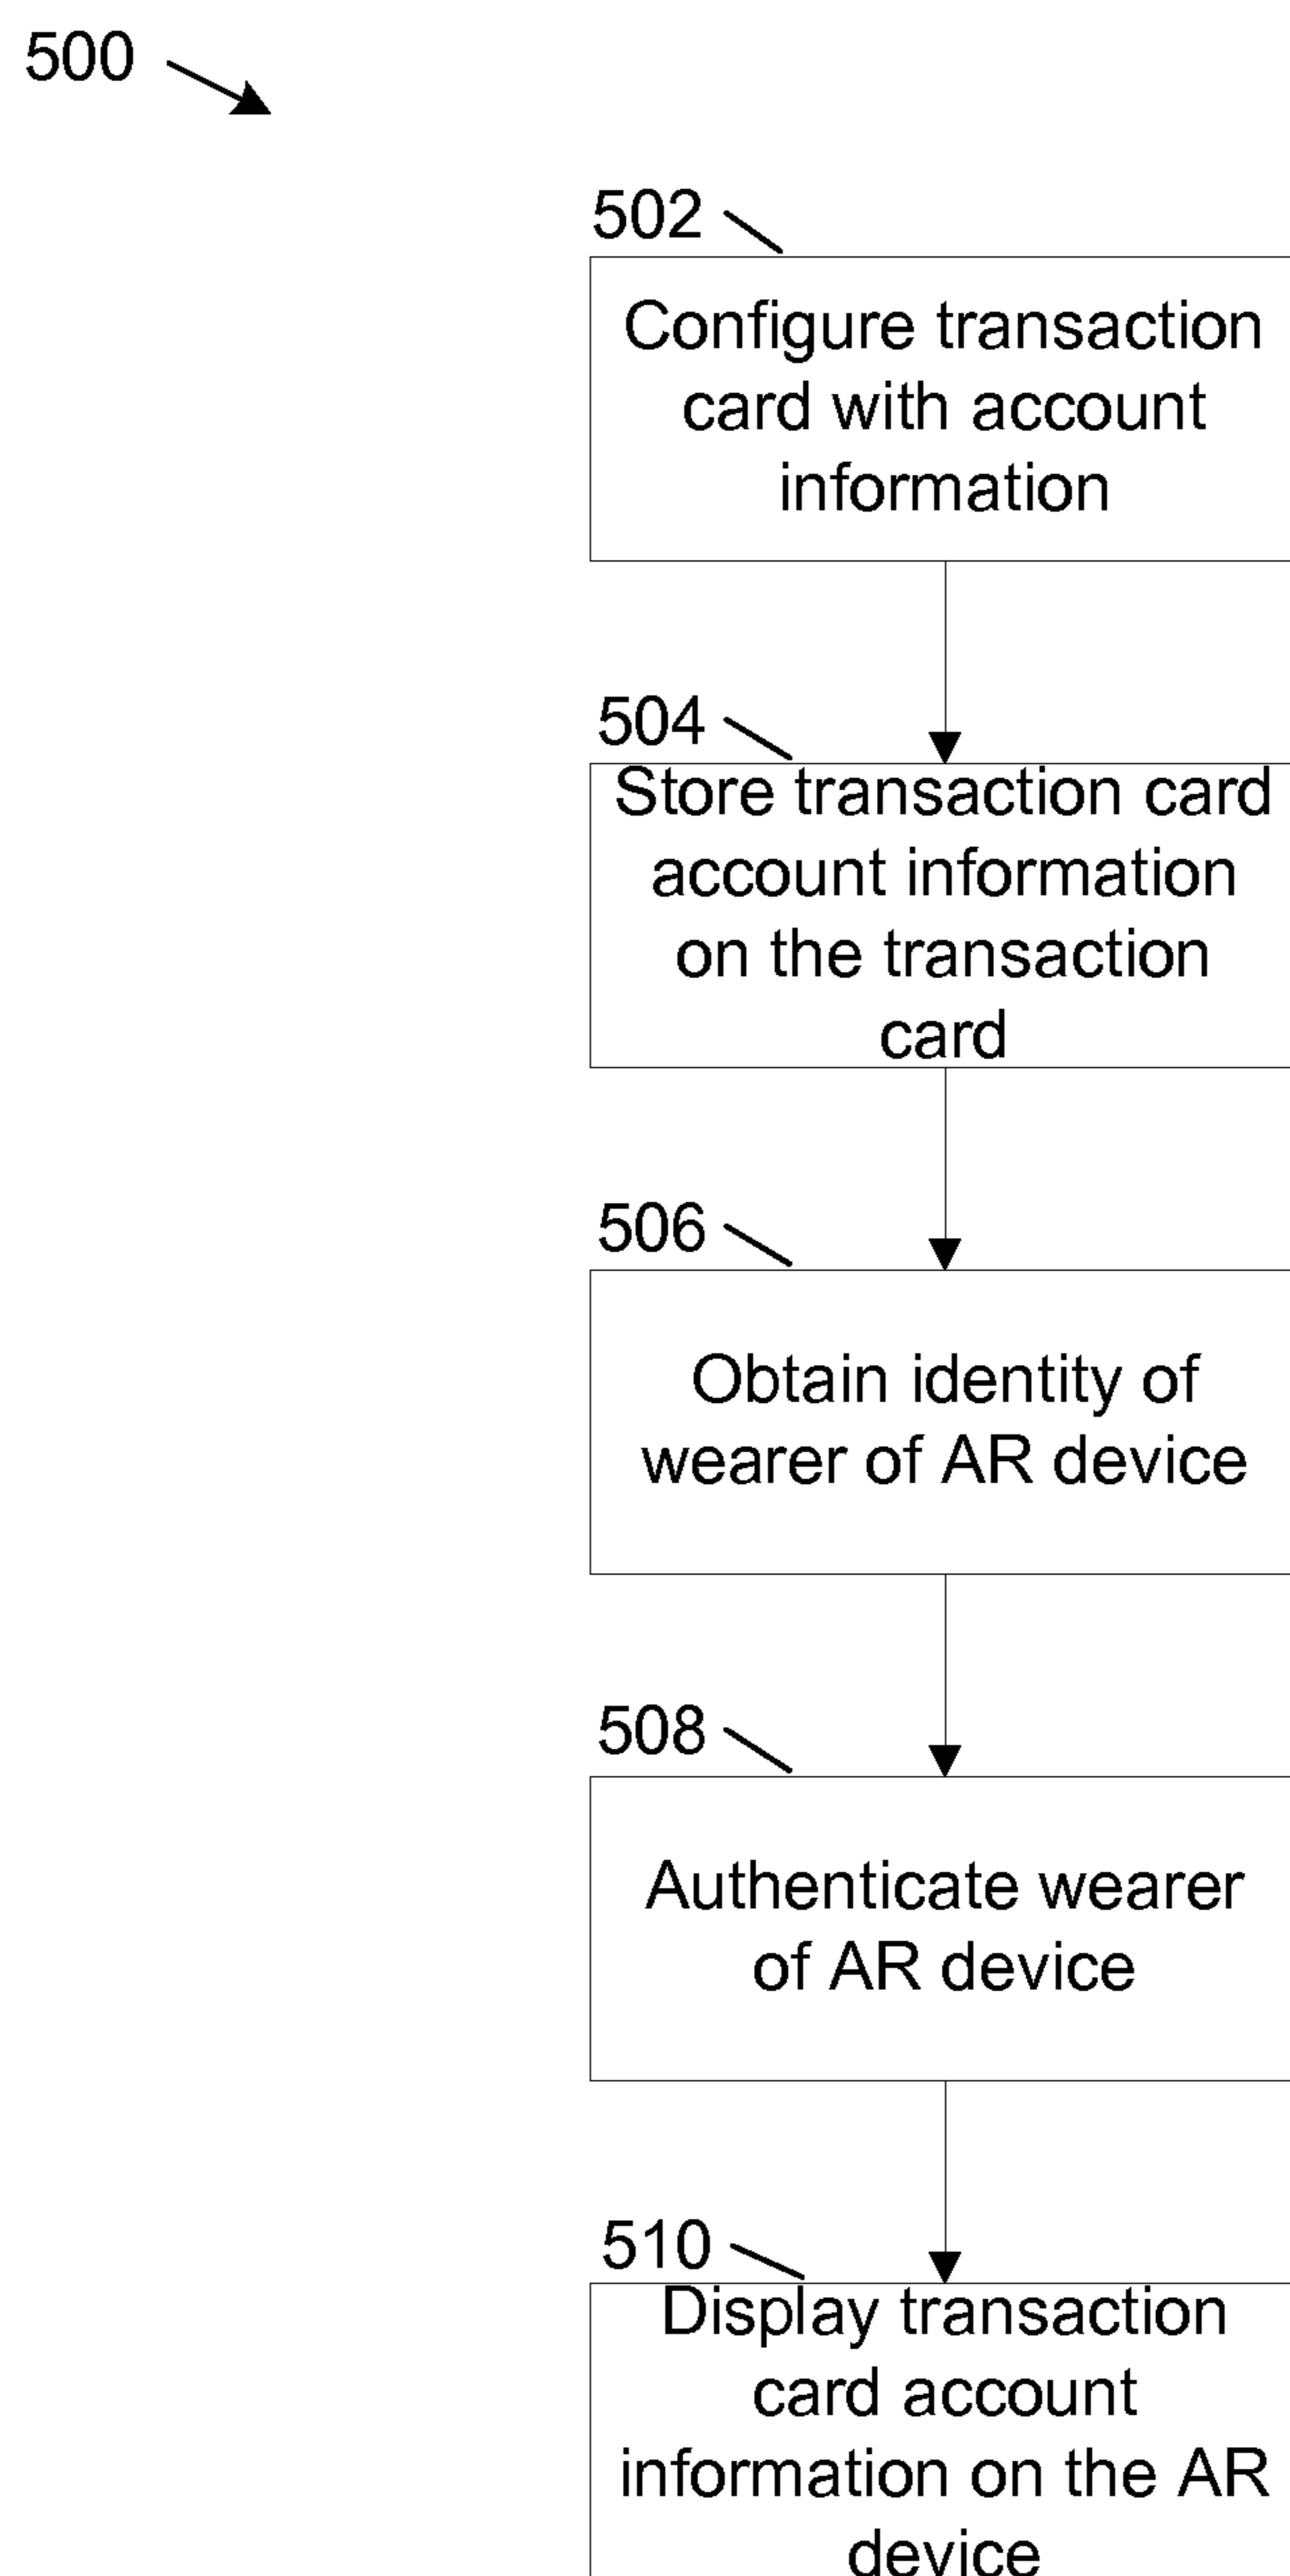 500
502
Configure transaction
card with account
information
504
Store transaction card
account information
on the transaction
card
506
Obtain identity of
wearer of AR device
508
Authenticate wearer
of AR device
510
Display transaction
card account
information on the AR
device